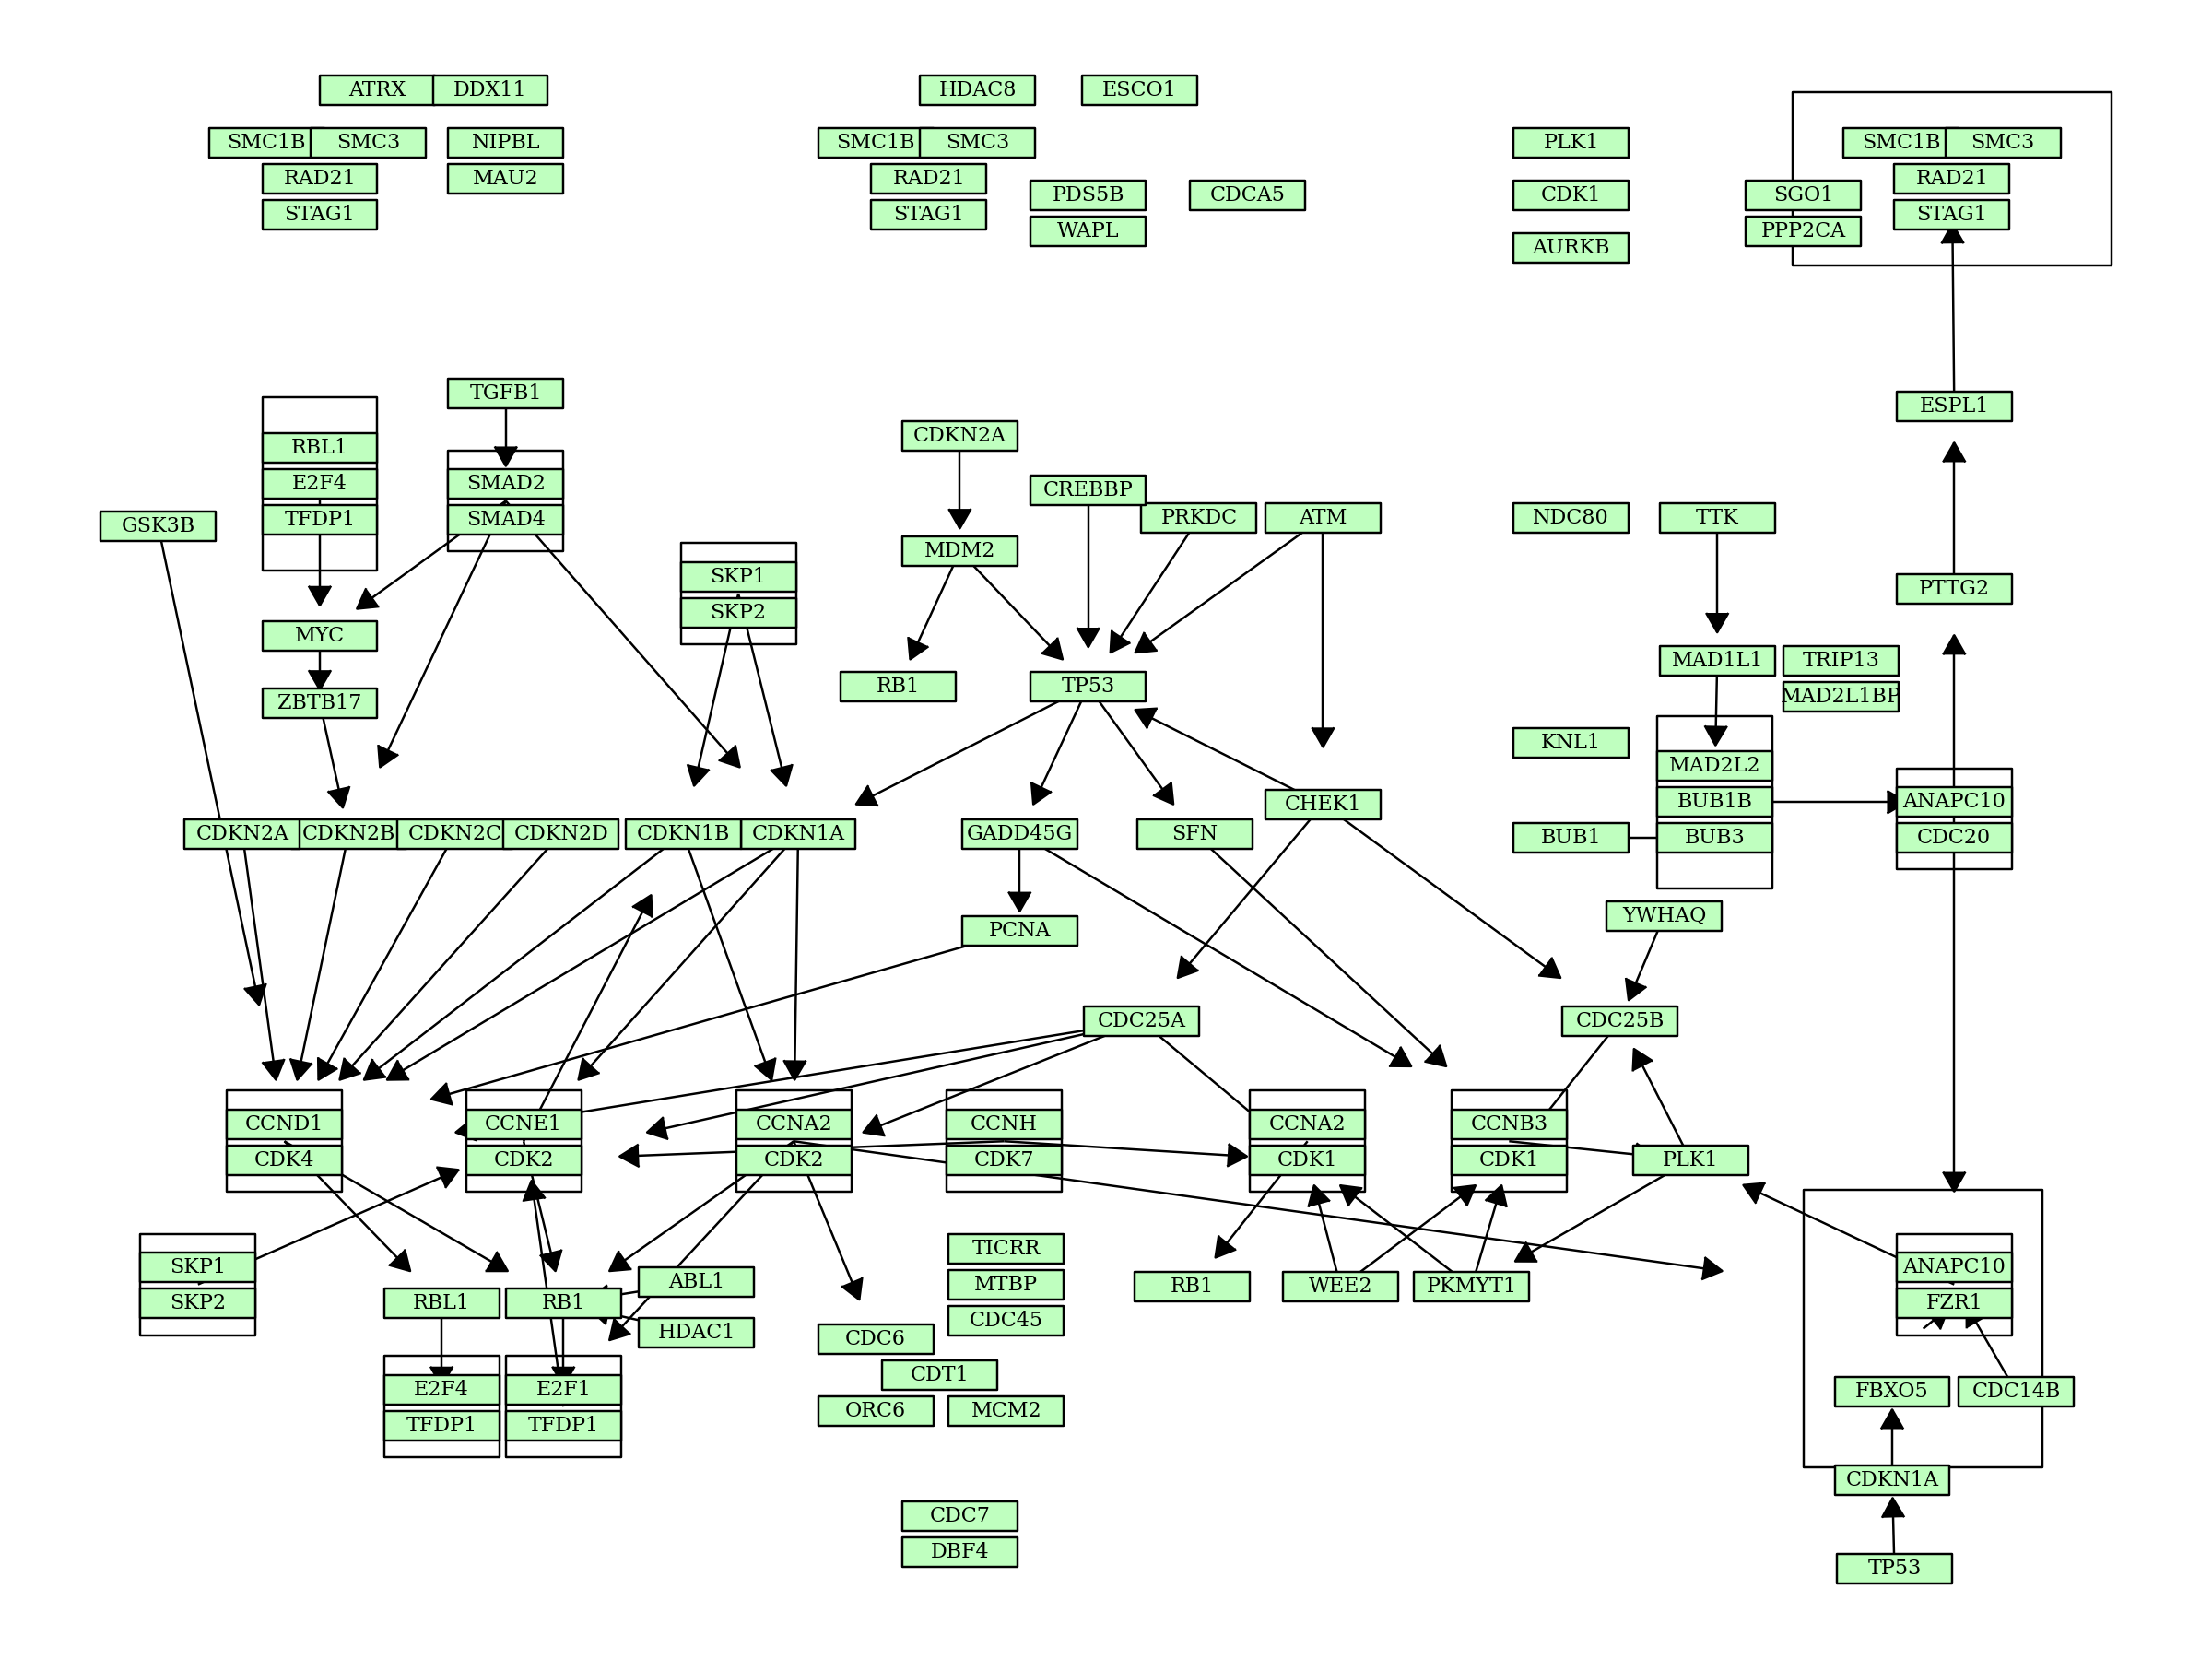 ATRX DDX11 HDAC8 ESCO1
SMC1B SMC3 NIPBL SMC1B SMC3 PLK1 SMC1B SMC3
RAD21 MAU2 RAD21 RAD21
PDS5B CDCA5 CDK1 SGO1
STAG1 STAG1 STAG1
WAPL PPP2CA
AURKB
TGFB1 ESPL1
CDKN2A
RBL1
E2F4 SMAD2 CREBBP
TFDP1 SMAD4 PRKDC ATM NDC80 TTK
GSK3B
MDM2
SKP1 PTTG2
SKP2
MYC
MAD1L1 TRIP13
RB1 TP53 MAD2L1BP
ZBTB17
KNL1
MAD2L2
CHEK1 BUB1B ANAPC10
CDKN2A CDKN2B CDKN2C CDKN2D CDKN1B CDKN1A GADD45G SFN BUB1 BUB3 CDC20
YWHAQ
PCNA
CDC25A CDC25B
CCND1 CCNE1 CCNA2 CCNH CCNA2 CCNB3
CDK4 CDK2 CDK2 CDK7 CDK1 CDK1 PLK1
TICRR
SKP1 ANAPC10
ABL1 MTBP RB1 WEE2 PKMYT1
SKP2 RBL1 RB1 FZR1
CDC45
HDAC1 CDC6
CDT1
E2F4 E2F1 FBXO5 CDC14B
ORC6 MCM2
TFDP1 TFDP1
CDKN1A
CDC7
DBF4
TP53